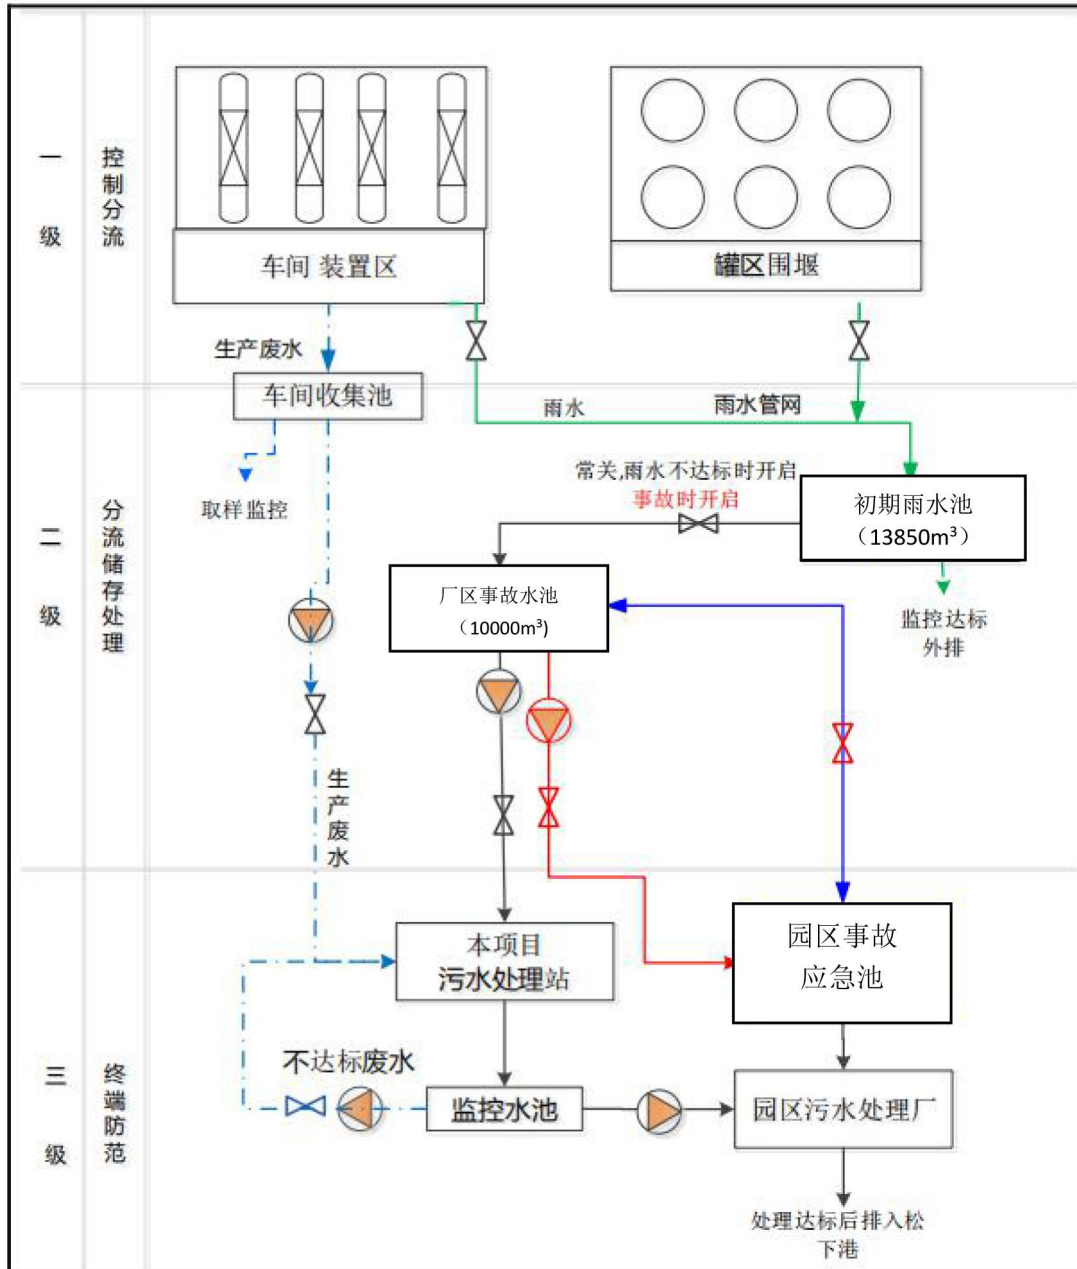 一级
控制分流
车间 装置区
罐区围堰
生产废水
车间收集池
雨水
雨水管网
取样监控
常关,雨水不达标时开启
事故时开启
初期雨水池
（13850m³）
二级
分流储存处理
厂区事故水池
（10000m³)
监控达标
外排
生产废水
本项目
污水处理站
园区事故
应急池
三级
终端防范
不达标废水
监控水池
园区污水处理厂
处理达标后排入松
下港